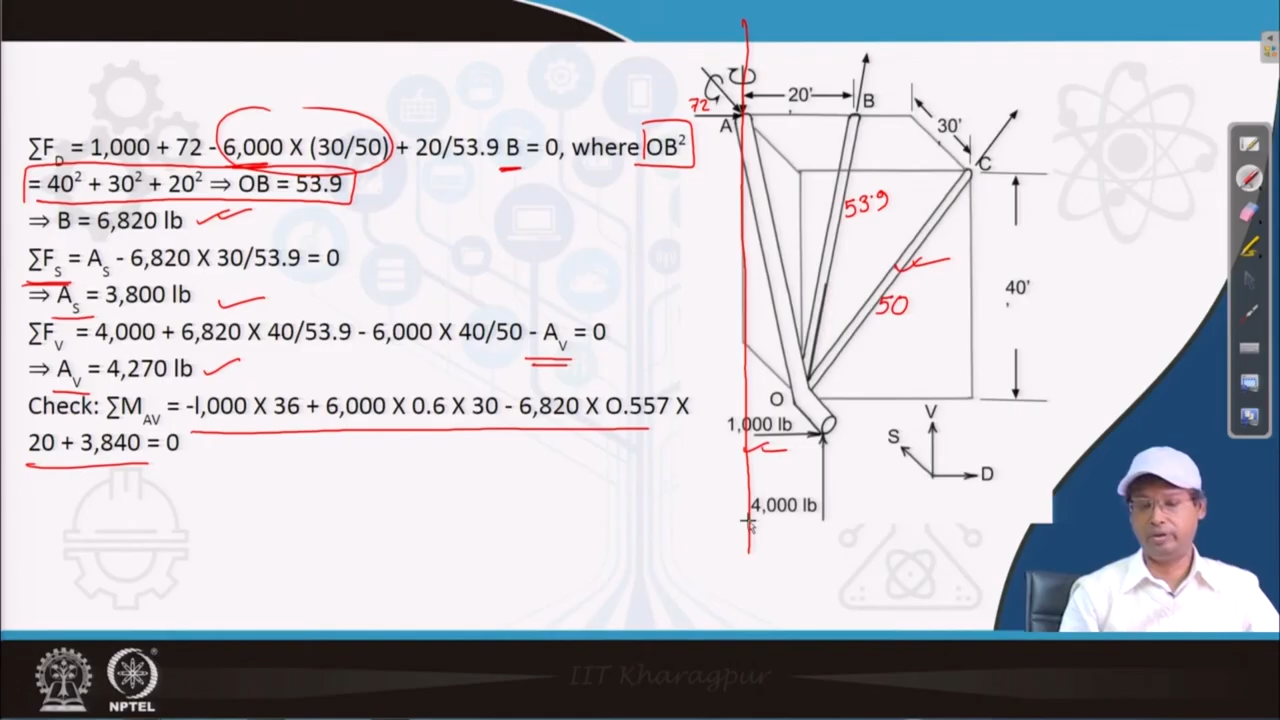 ∑F_D = 1,000 + 72 - 6,000 X (30/50) + 20/53.9 B = 0, where OB²
= 40² + 30² + 20² ⇒ OB = 53.9
⇒ B = 6,820 lb
∑F_S = A_S - 6,820 X 30/53.9 = 0
⇒ A_S = 3,800 lb
∑F_V = 4,000 + 6,820 X 40/53.9 - 6,000 X 40/50 - A_V = 0
⇒ A_V = 4,270 lb
Check: ∑M_AV = -l,000 X 36 + 6,000 X 0.6 X 30 - 6,820 X O.557 X
20 + 3,840 = 0
72
20'
A
B
30'
C
53.9
50
40'
O
1,000 lb
4,000 lb
V
S
D
IIT Kharagpur
NPTEL